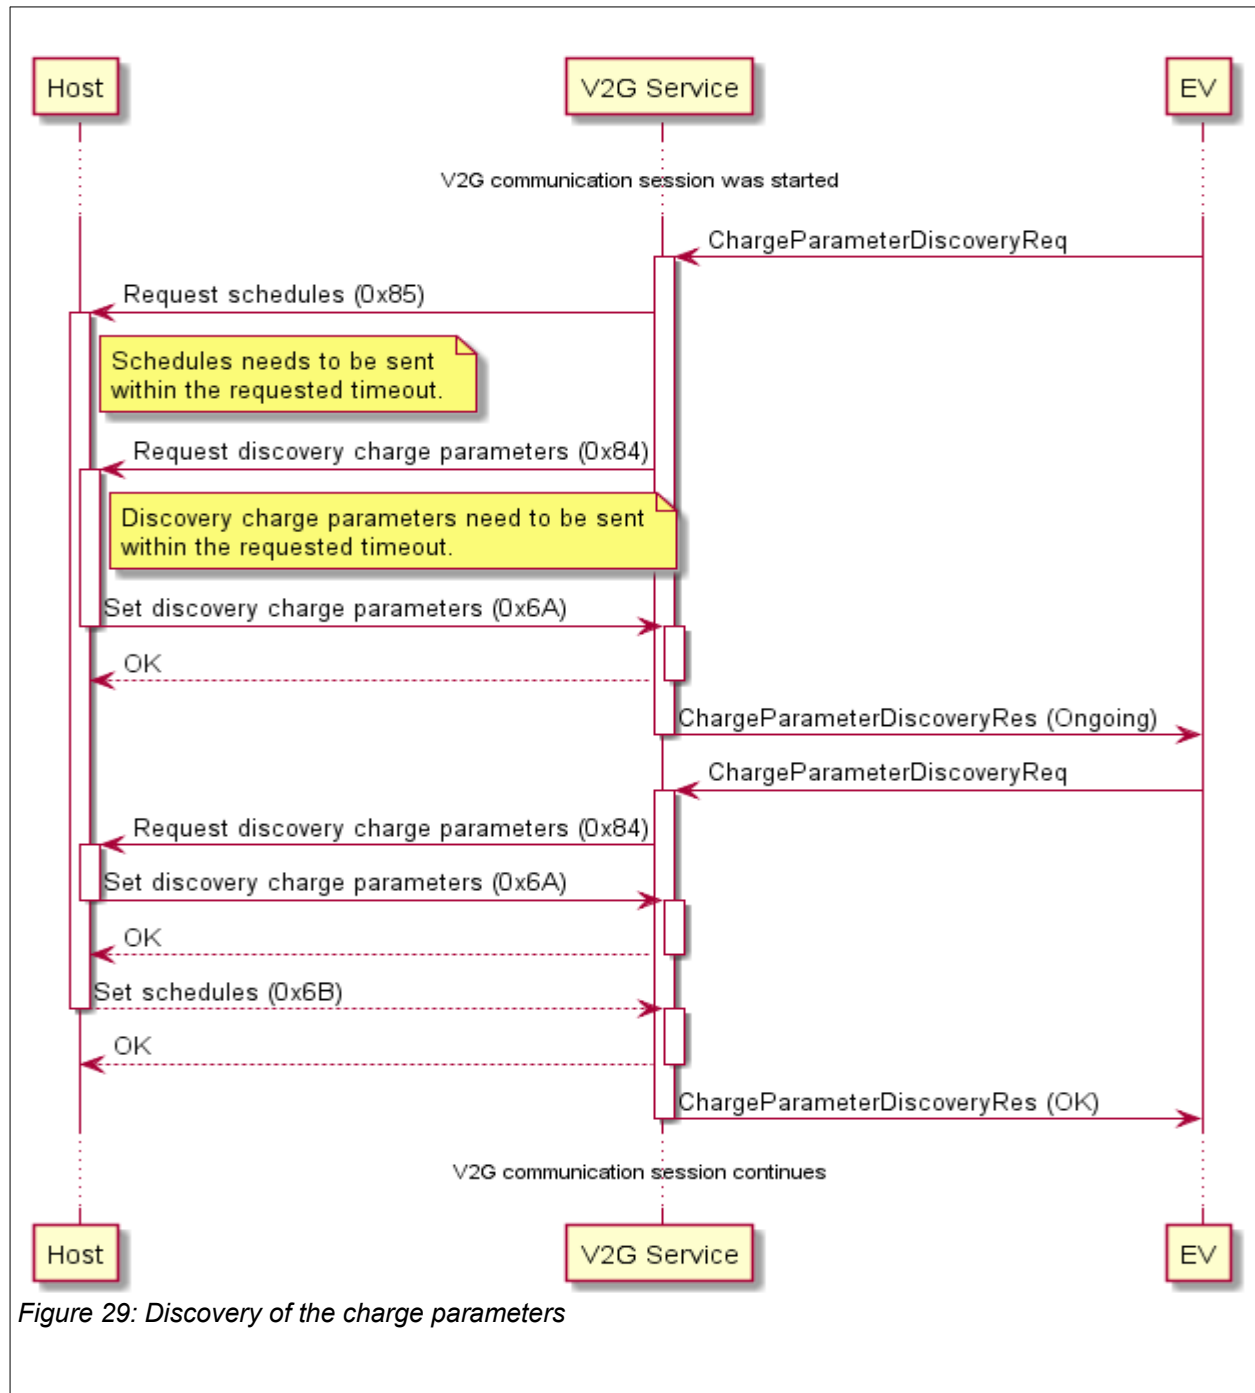 Host
V2G Service
EV
V2G communication session was started
ChargeParameterDiscoveryReq
Request schedules (0x85)
Schedules needs to be sent
within the requested timeout.
Request discovery charge parameters (0x84)
Discovery charge parameters need to be sent
within the requested timeout.
Set discovery charge parameters (0x6A)
OK
ChargeParameterDiscoveryRes (Ongoing)
ChargeParameterDiscoveryReq
Request discovery charge parameters (0x84)
Set discovery charge parameters (0x6A)
OK
Set schedules (0x6B)
OK
ChargeParameterDiscoveryRes (OK)
V2G communication session continues
Host
V2G Service
EV
Figure 29: Discovery of the charge parameters